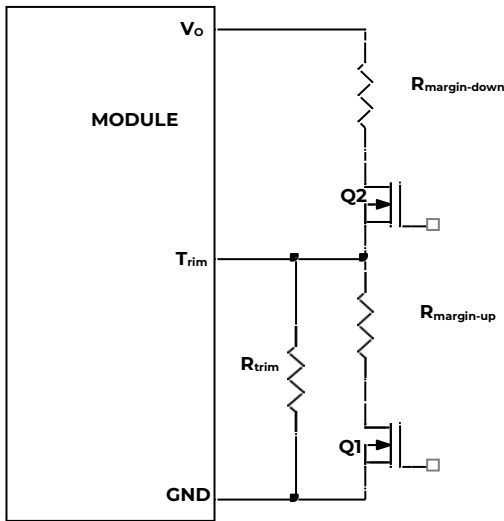 Vo
Rmargin-down
MODULE
Q2
Trim
Rmargin-up
Rtrim
Q1
GND